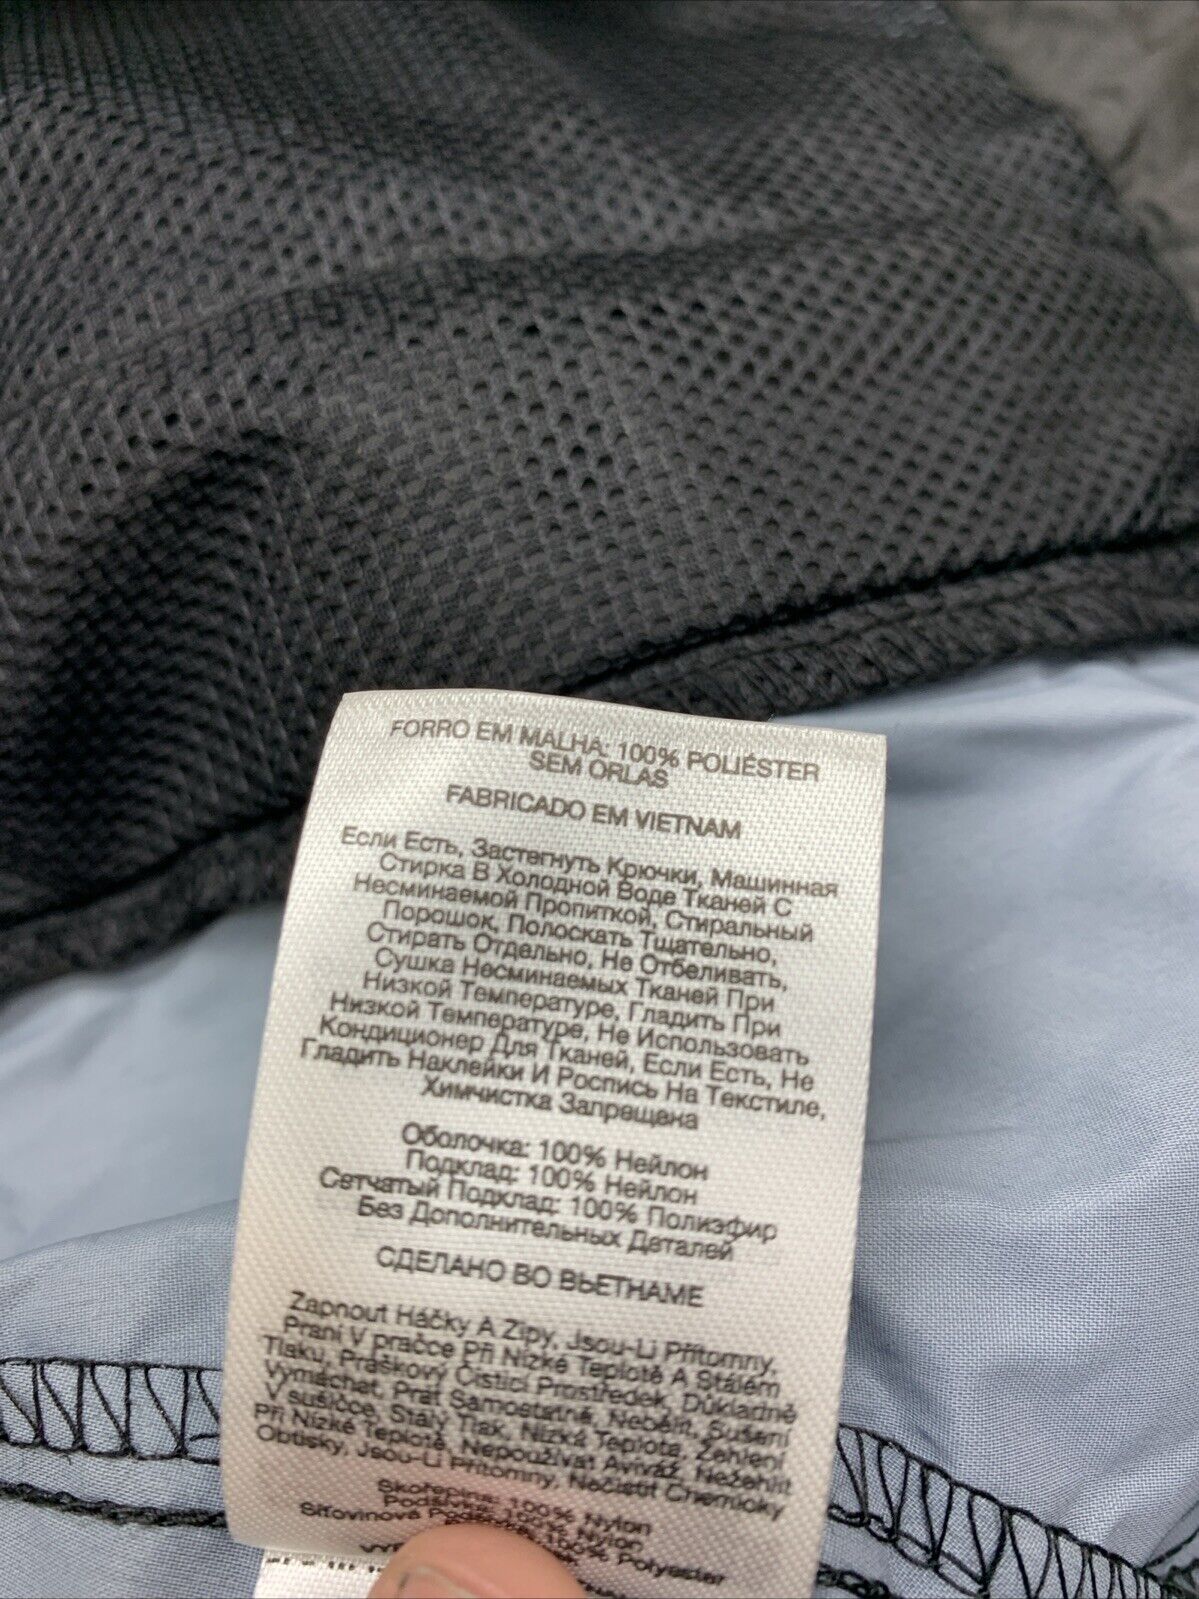 FORRO EM MALHA: 100% POLIÉSTER
SEM ORLAS
FABRICADO EM VIETNAM
Если Есть, Застегнуть Крючки, Машинная
Стирка В Холодной Воде Тканей С
Несминаемой Пропиткой, Стиральный
Порошок, Полоскать Тщательно,
Стирать Отдельно, Не Отбеливать,
Сушка Несминаемых Тканей При
Низкой Температуре, Гладить При
Низкой Температуре, Не Использовать
Кондиционер Для Тканей, Если Есть, Не
Гладить Наклейки И Роспись На Текстиле,
Химчистка Запрещена
Оболочка: 100% Нейлон
Подклад: 100% Нейлон
Сетчатый Подклад: 100% Полиэфир
Без Дополнительных Деталей
СДЕЛАНО ВО ВЬЕТНАМЕ
Zapnout Háčky A Zipy, Jsou-Li Přítomny,
Praní V pračce Při Nízké Teplotě A Stálém
Tlaku, Práškový Čistící Prostředek, Důkladně
Vymáchat, Prát Samostatně, Nebělit, Sušení
V sušičce, Stálý Tlak, Nízká Teplota, Žehlení
Při Nízké Teplotě, Nepoužívat Aviváž, Nežehlit
Obtisky, Jsou-Li Přítomny, Nečistit Chemicky
Skořepina: 100% Nylon
Podšívka: 100% Nylon
Síťovinová 100% Polyester